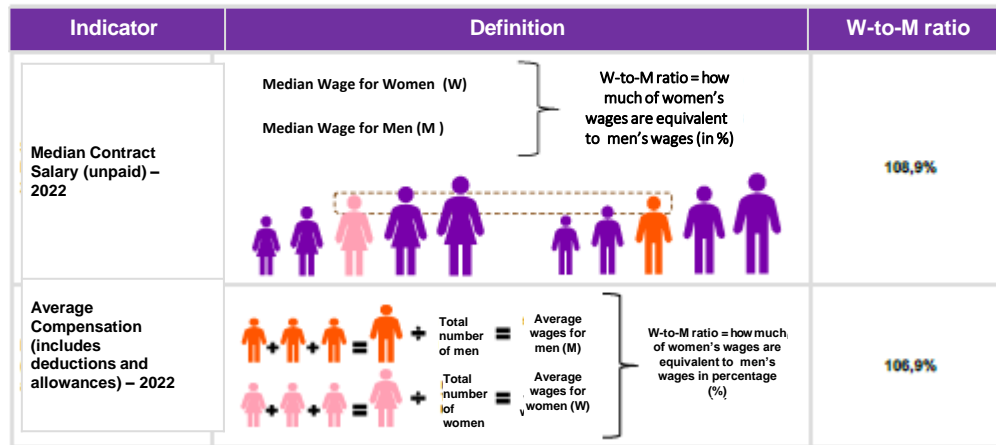 Indicator
Definition
W-to-M ratio
Median Contract
Salary (unpaid) –
2022
Median Wage for Women (W)
Median Wage for Men (M )
W-to-M ratio = how
much of women's
wages are equivalent
to men's wages (in %)
108,9%
Average
Compensation
(includes
deductions and
allowances) – 2022
+ + = ÷
Total
number
of men
=
Average
wages for
men (M)
+ + = ÷
Total
number
of
women
=
Average
wages for
women (W)
W-to-M ratio = how much
of women's wages are
equivalent to men's
wages in percentage
(%)
106,9%